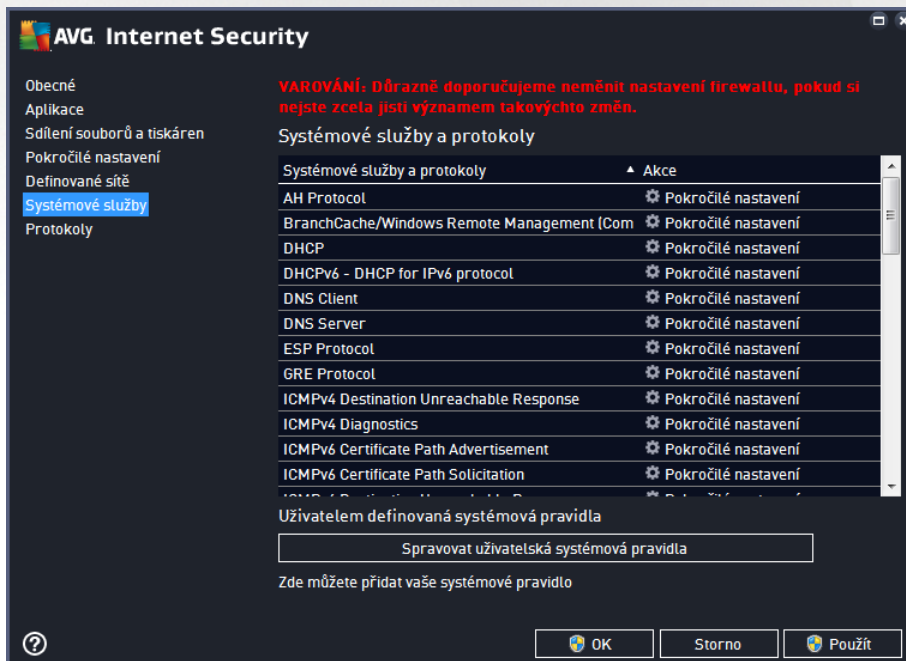 AVG Internet Security
Obecné
Aplikace
Sdílení souborů a tiskáren
Pokročilé nastavení
Definované sítě
Systémové služby
Protokoly
VAROVÁNÍ: Důrazně doporučujeme neměnit nastavení firewallu, pokud si
nejste zcela jisti významem takovýchto změn.
Systémové služby a protokoly
Systémové služby a protokoly Akce
AH Protocol Pokročilé nastavení
BranchCache/Windows Remote Management (Com Pokročilé nastavení
DHCP Pokročilé nastavení
DHCPv6 - DHCP for IPv6 protocol Pokročilé nastavení
DNS Client Pokročilé nastavení
DNS Server Pokročilé nastavení
ESP Protocol Pokročilé nastavení
GRE Protocol Pokročilé nastavení
ICMPv4 Destination Unreachable Response Pokročilé nastavení
ICMPv4 Diagnostics Pokročilé nastavení
ICMPv6 Certificate Path Advertisement Pokročilé nastavení
ICMPv6 Certificate Path Solicitation Pokročilé nastavení
Uživatelem definovaná systémová pravidla
Spravovat uživatelská systémová pravidla
Zde můžete přidat vaše systémové pravidlo
OK Storno Použít